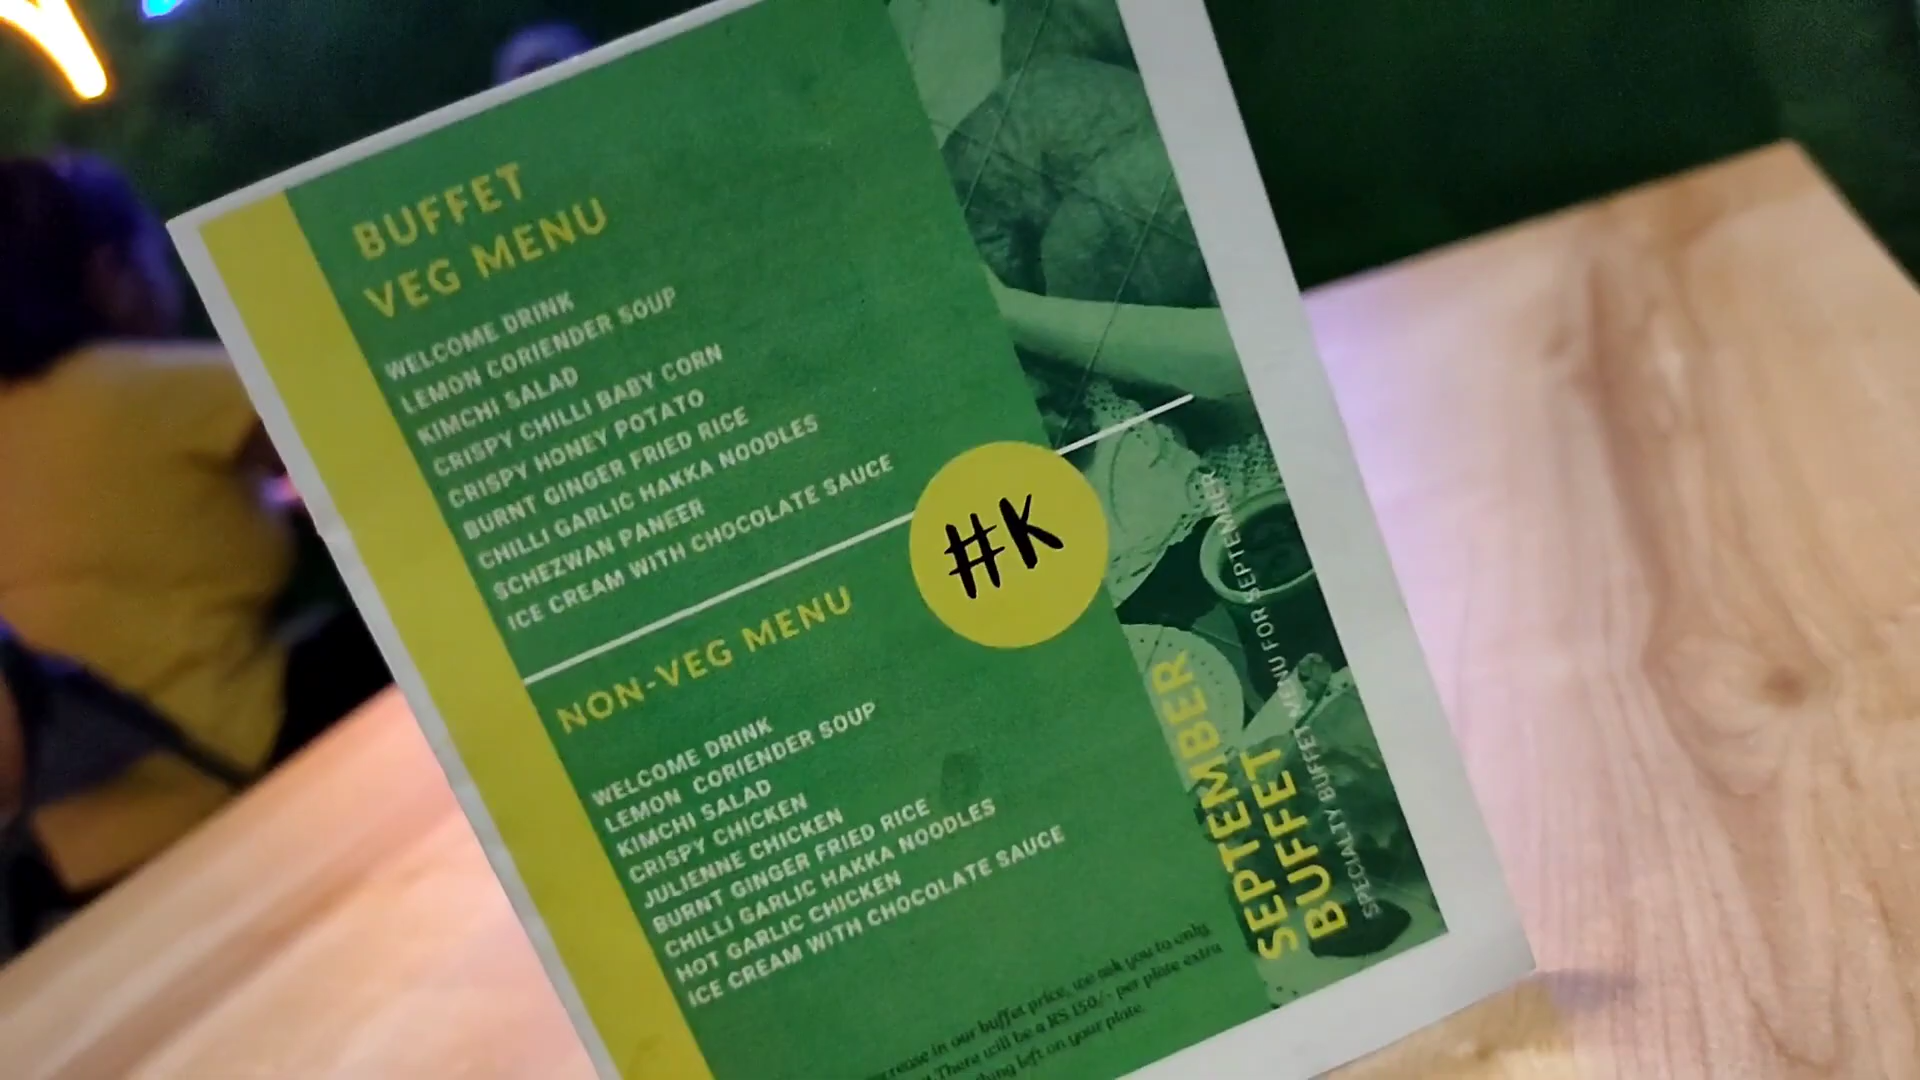 BUFFET
VEG MENU
WELCOME DRINK
LEMON CORIENDER SOUP
KIMCHI SALAD
CRISPY CHILLI BABY CORN
CRISPY HONEY POTATO
BURNT GINGER FRIED RICE
CHILLI GARLIC HAKKA NOODLES
SCHEZWAN PANEER
ICE CREAM WITH CHOCOLATE SAUCE
#K
NON-VEG MENU
WELCOME DRINK
LEMON CORIENDER SOUP
KIMCHI SALAD
CRISPY CHICKEN
JULIENNE CHICKEN
BURNT GINGER FRIED RICE
CHILLI GARLIC HAKKA NOODLES
HOT GARLIC CHICKEN
ICE CREAM WITH CHOCOLATE SAUCE
in our buffet price, we ask you to only
There will be a RS 150/- per plate extra
left on your plate.
SEPTEMBER
BUFFET
SPECIALTY BUFFET MENU FOR SEPTEMBER